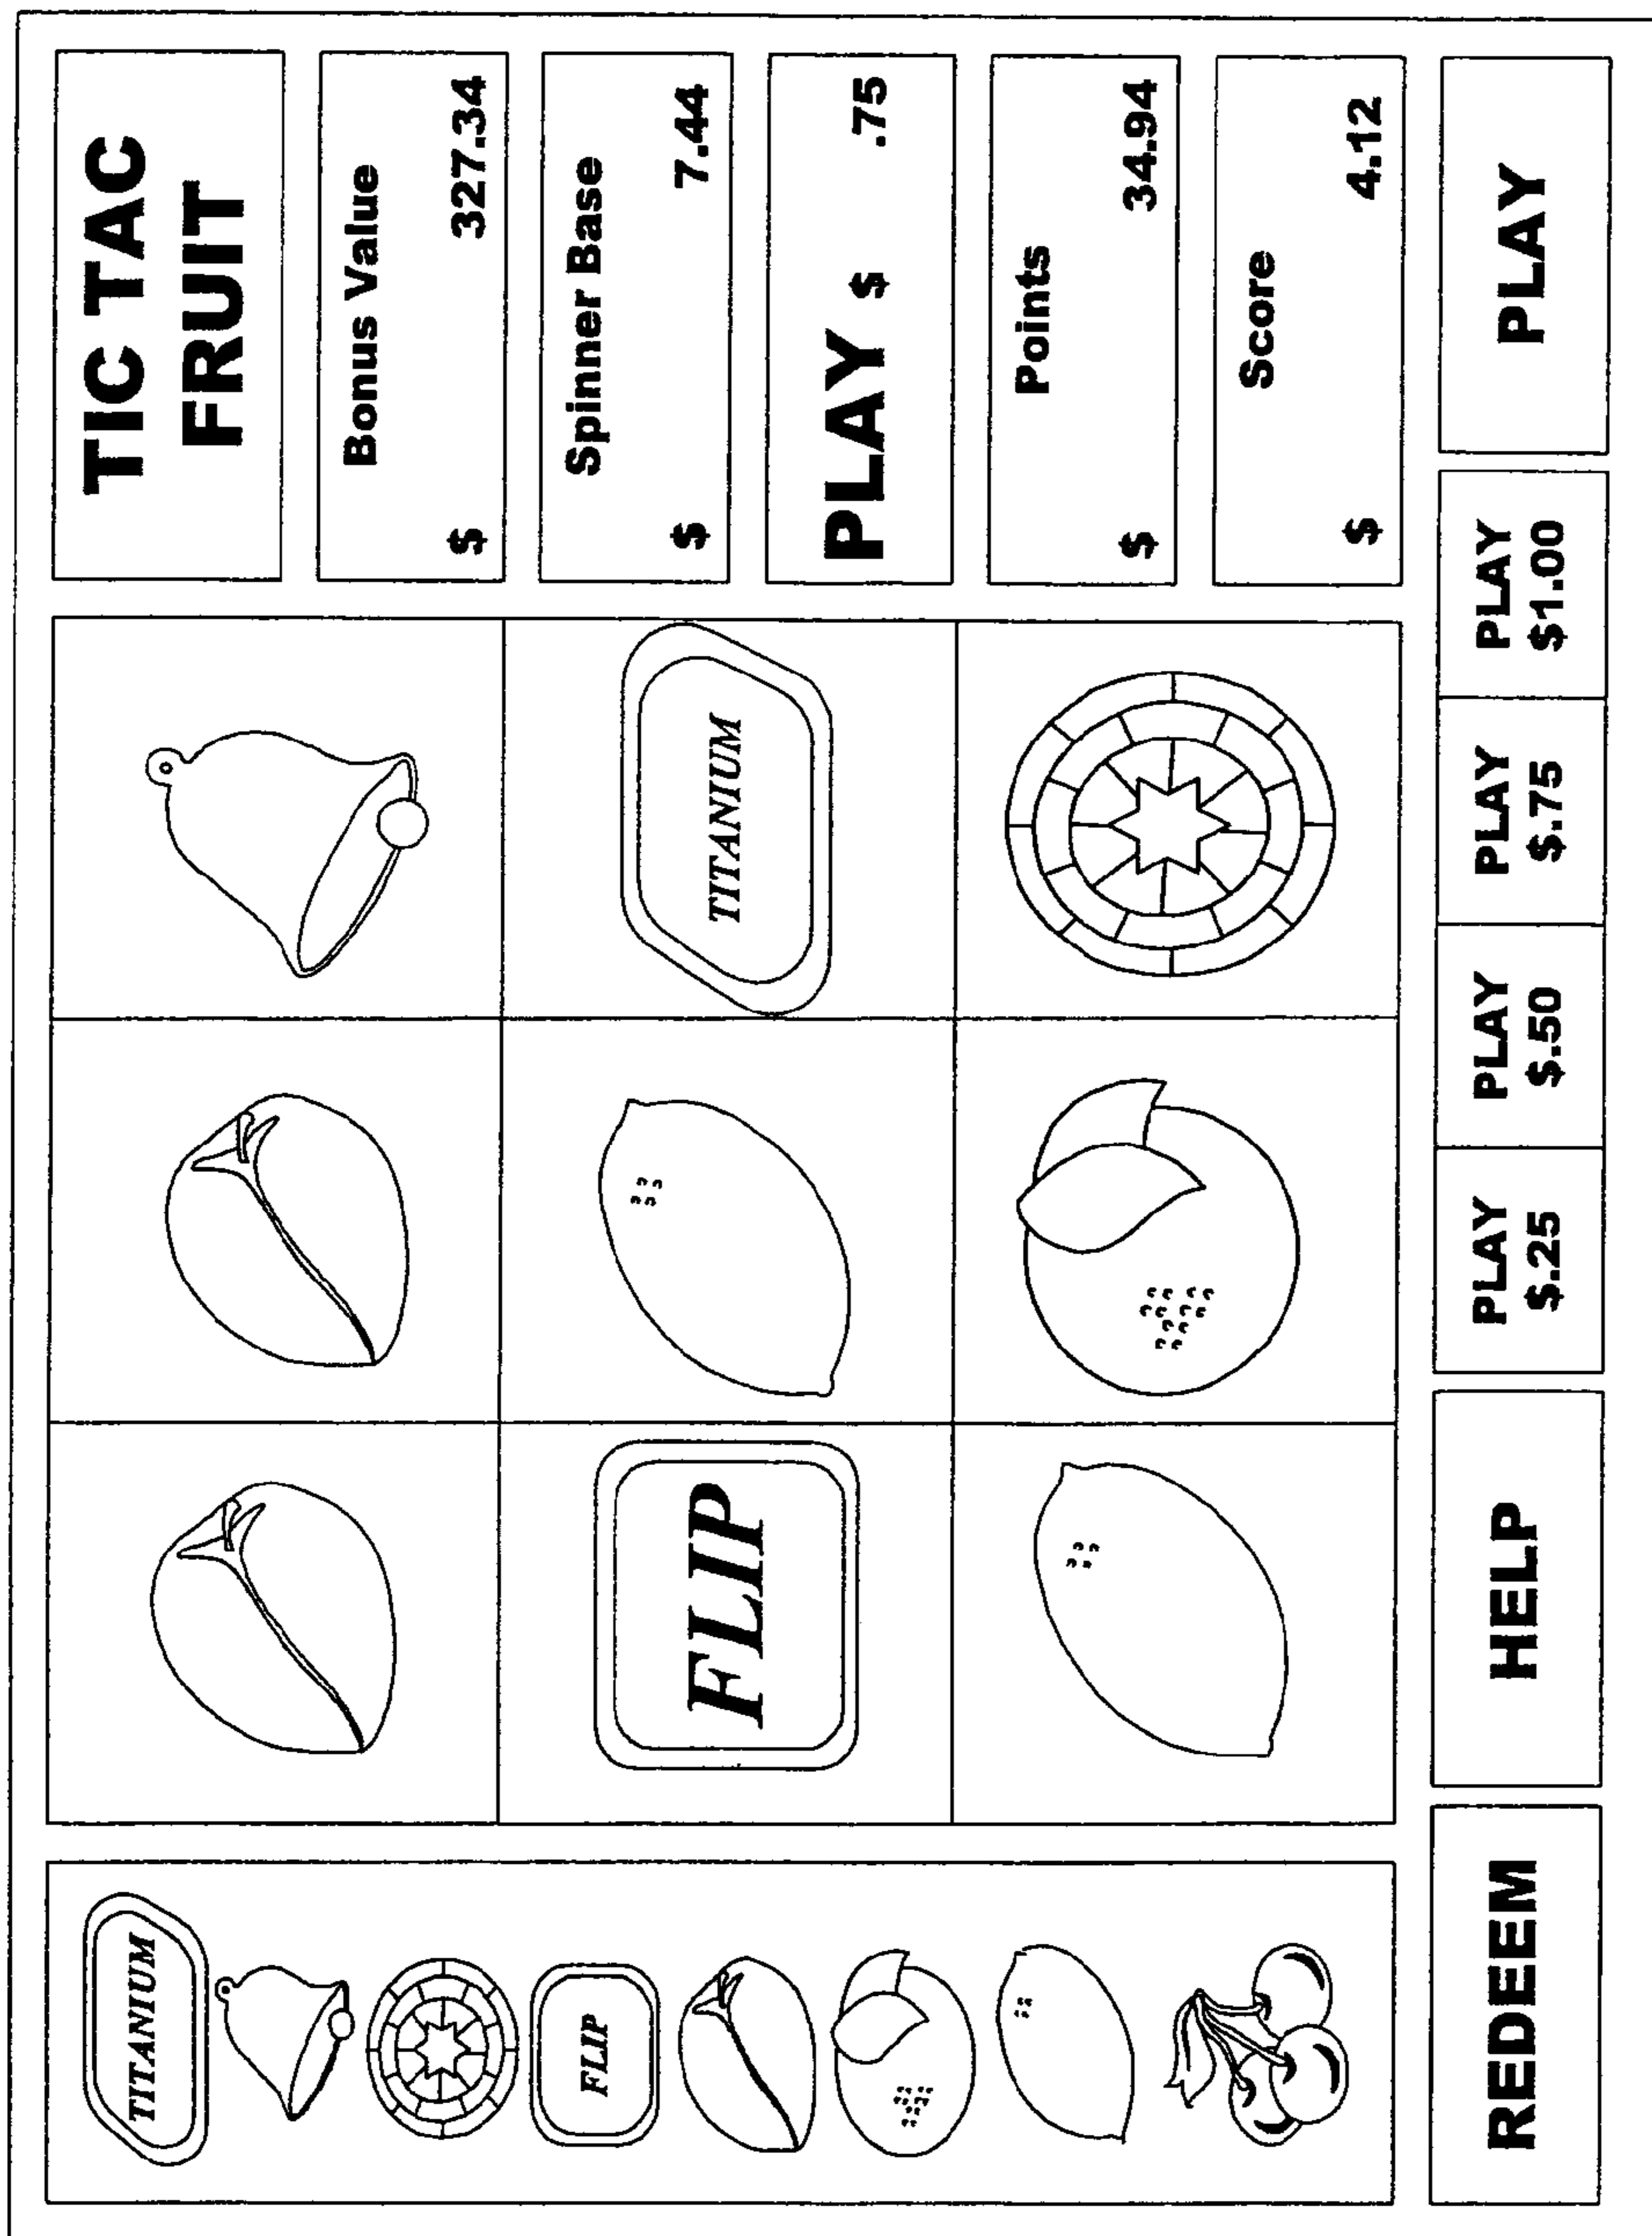 TITANIUM
FLIP
FLIP
TITANIUM
TIC TAC
FRUIT
Bonus Value
$ 327.34
Spinner Base
$ 7.44
PLAY $ .75
Points
$ 34.94
Score
$ 4.12
REDEEM
HELP
PLAY
$.25
PLAY
$.50
PLAY
$.75
PLAY
$1.00
PLAY